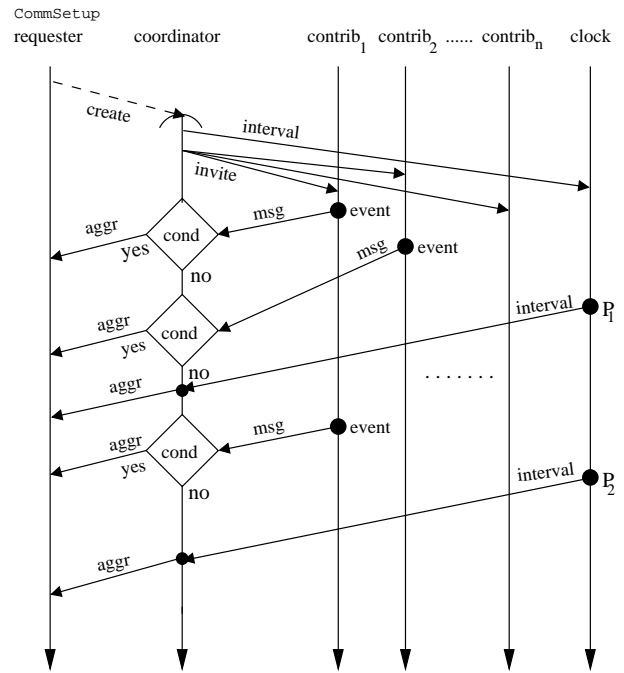 CommSetup
requester coordinator contrib1 contrib2 ...... contribn clock
create
interval
invite
aggr
msg
event
cond
yes
no
msg
event
interval
P1
aggr
cond
yes
no
aggr
. . . . . . .
aggr
msg
event
cond
yes
no
interval
P2
aggr